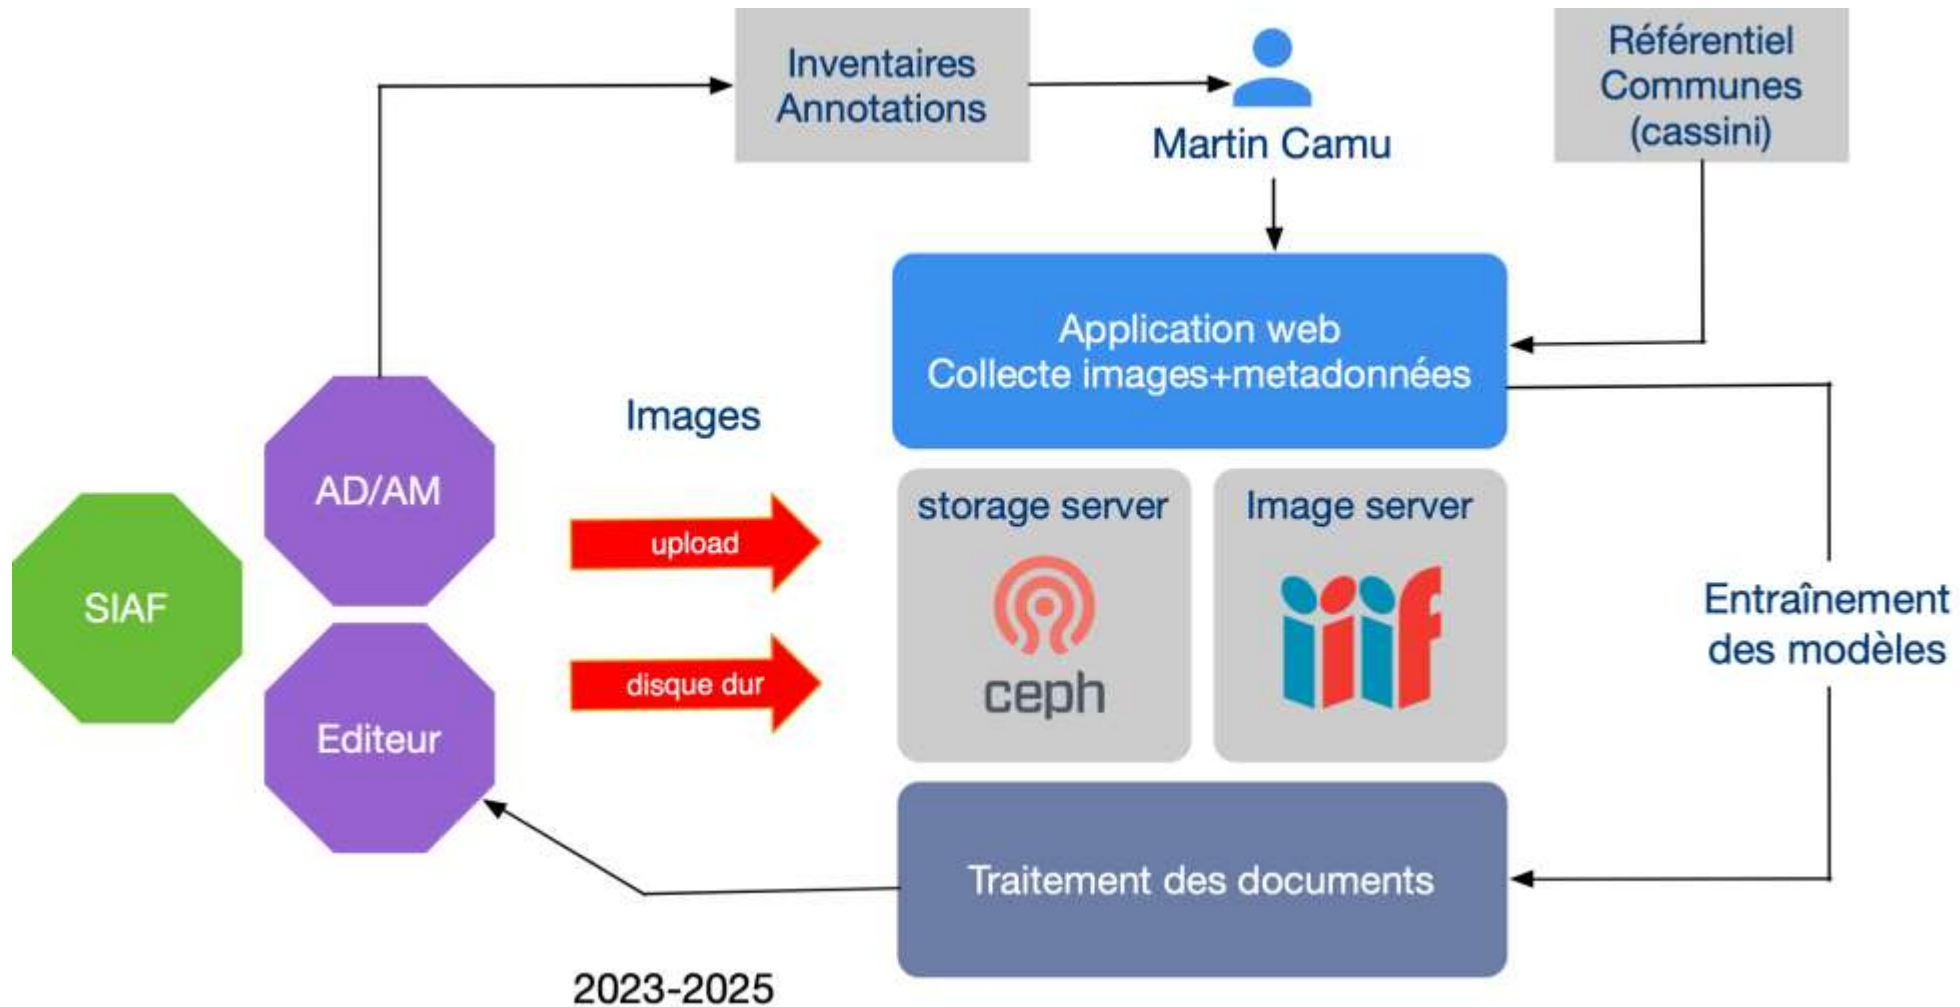 Inventaires
Annotations
Martin Camu
Référentiel
Communes
(cassini)
Application web
Collecte images+metadonnées
Images
AD/AM
SIAF
Editeur
upload
disque dur
storage server
ceph
Image server
iiif
Entraînement
des modèles
Traitement des documents
2023-2025